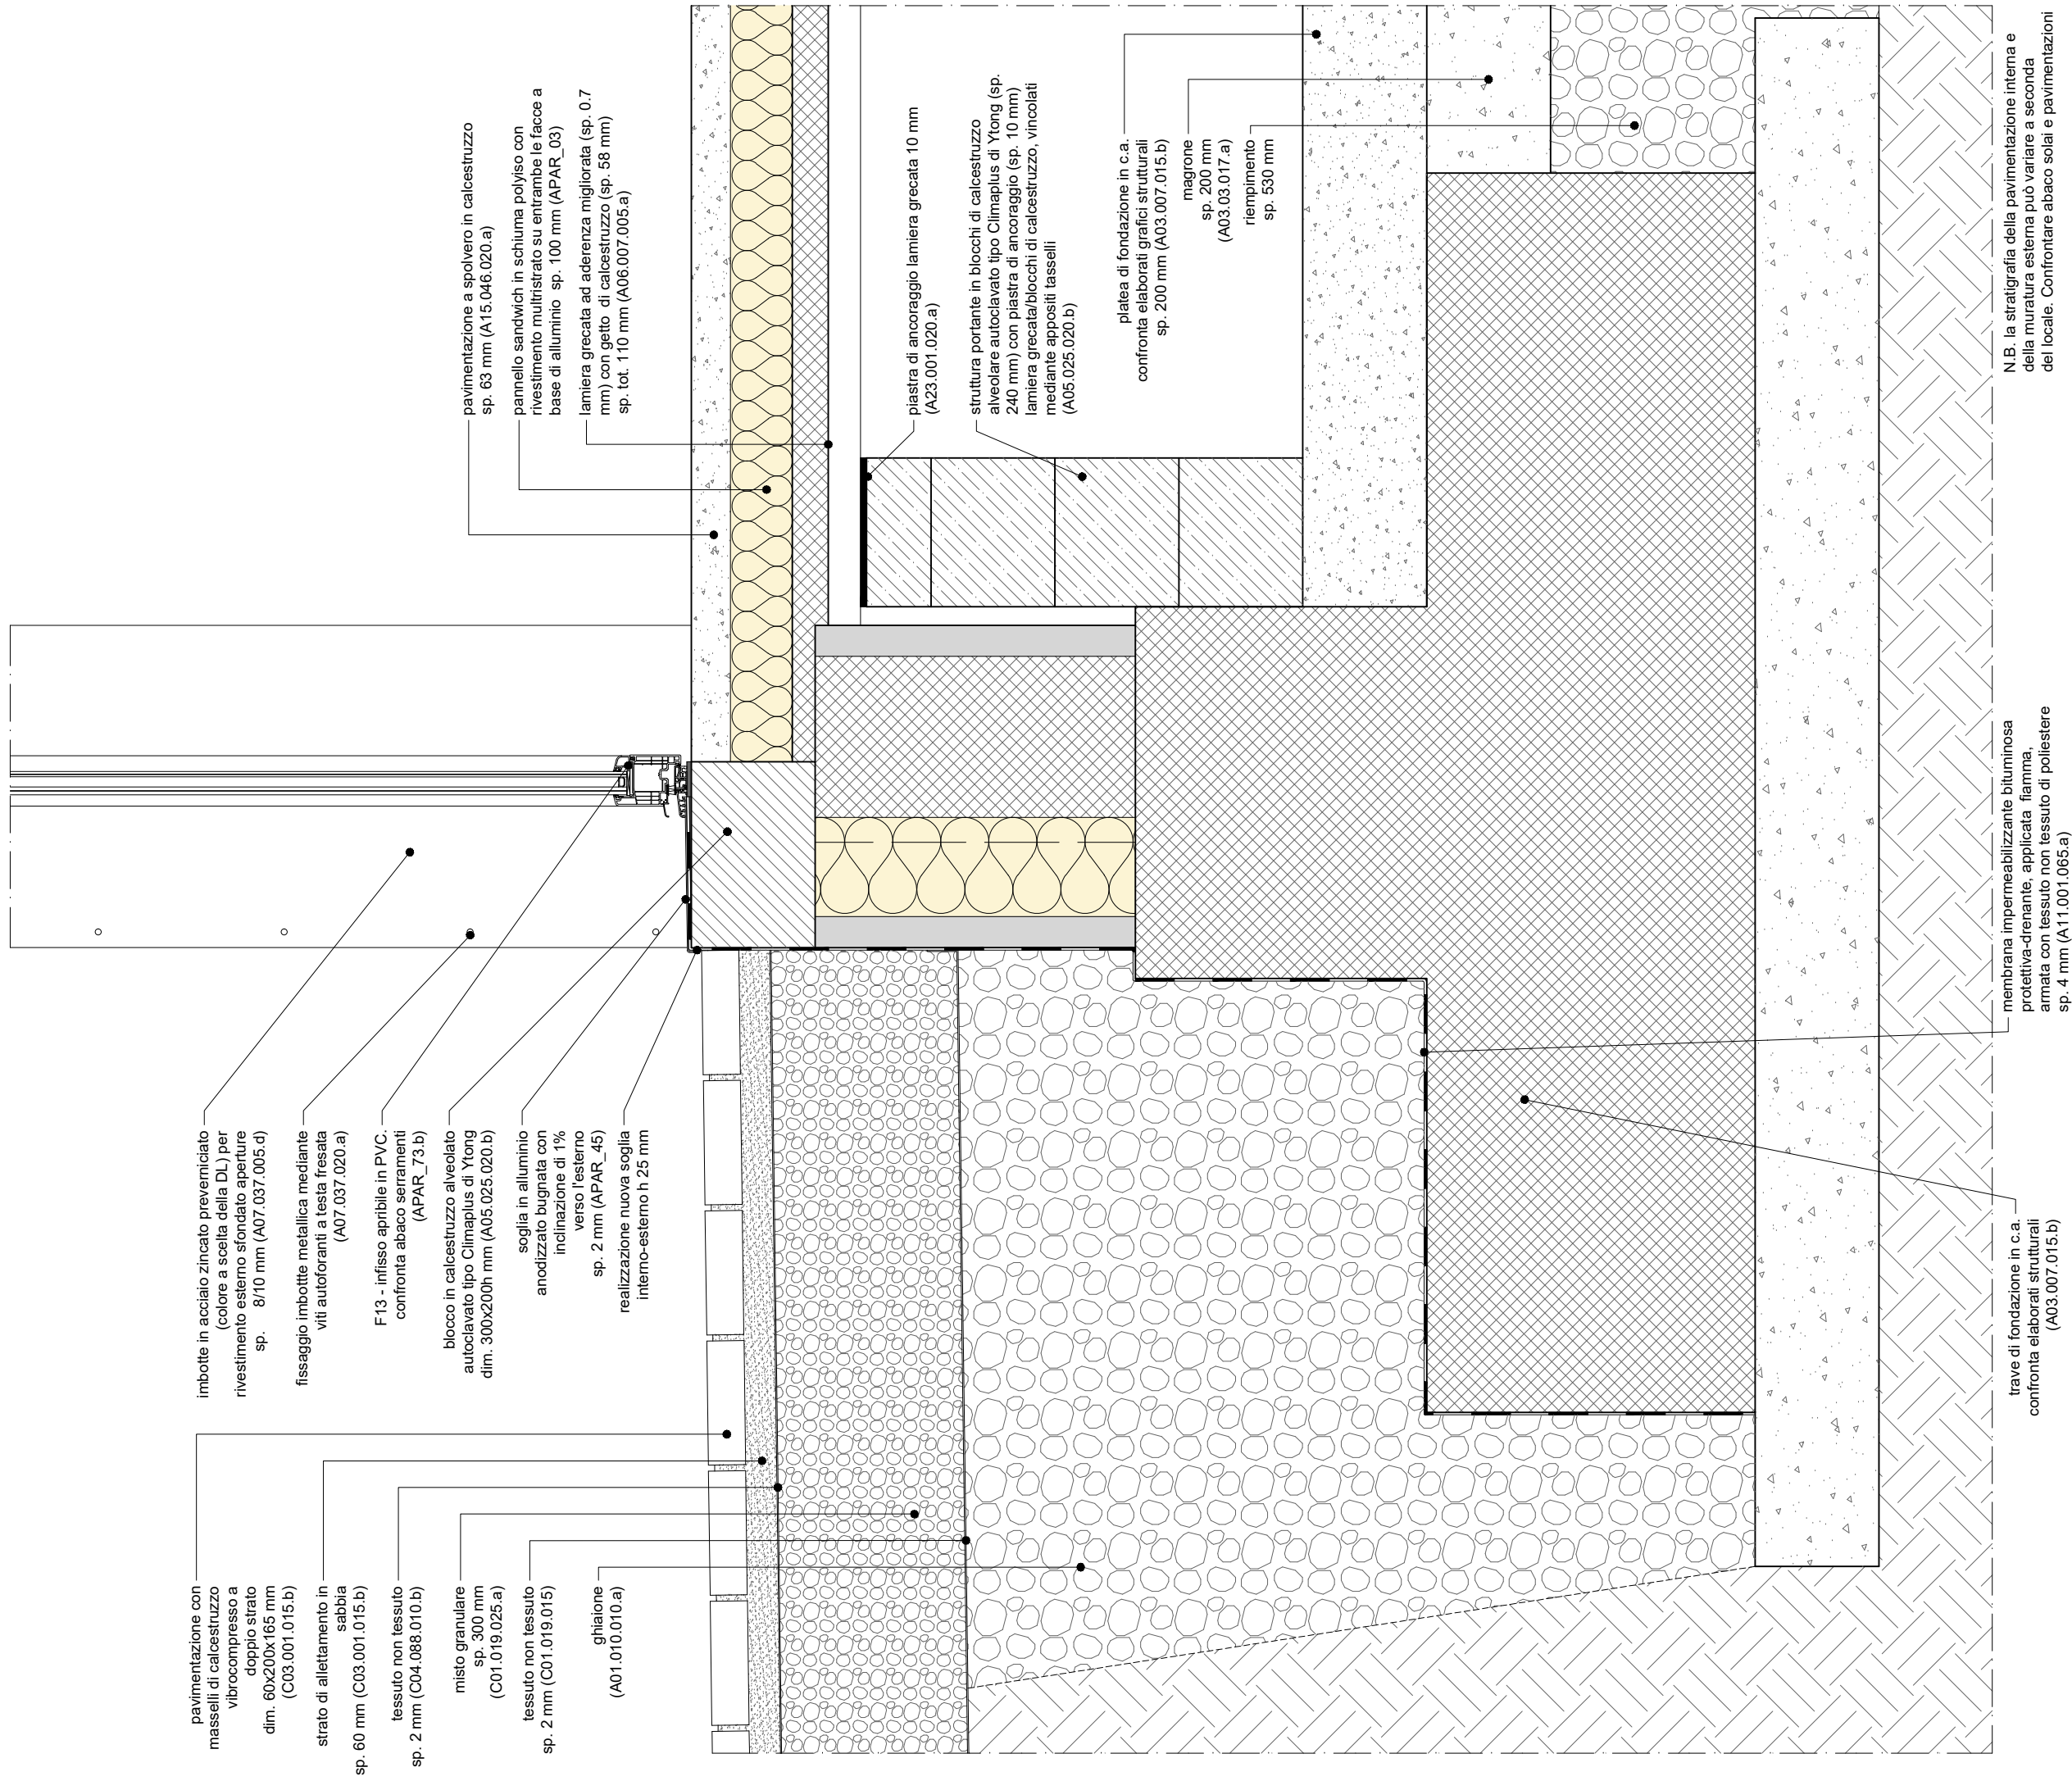 pavimentazione con
masselli di calcestruzzo
vibrocompresso a
doppio strato
dim. 60x200x165 mm
(C03.001.015.b)
strato di allettamento in
sabbia
sp. 60 mm (C03.001.015.b)
tessuto non tessuto
sp. 2 mm (C04.088.010.b)
misto granulare
sp. 300 mm
(C01.019.025.a)
tessuto non tessuto
sp. 2 mm (C01.019.015)
ghiaione
(A01.010.010.a)
imbotte in acciaio zincato preverniciato
(colore a scelta della DL) per
rivestimento esterno sfondato aperture
sp. 8/10 mm (A07.037.005.d)
fissaggio imbotte metallica mediante
viti autoforanti a testa fresata
(A07.037.020.a)
F13 - infisso apribile in PVC.
confronta abaco serramenti
(APAR_73.b)
blocco in calcestruzzo alveolato
autoclavato tipo Climaplus di Ytong
dim. 300x200h mm (A05.025.020.b)
soglia in alluminio
anodizzato bugnata con
inclinazione di 1%
verso l'esterno
sp. 2 mm (APAR_45)
realizzazione nuova soglia
interno-esterno h 25 mm
pavimentazione a spolvero in calcestruzzo
sp. 63 mm (A15.046.020.a)
pannello sandwich in schiuma polyiso con
rivestimento multristrato su entrambe le facce a
base di alluminio sp. 100 mm (APAR_03)
lamiera grecata ad aderenza migliorata (sp. 0.7
mm) con getto di calcestruzzo (sp. 58 mm)
sp. tot. 110 mm (A06.007.005.a)
piastra di ancoraggio lamiera grecata 10 mm
(A23.001.020.a)
struttura portante in blocchi di calcestruzzo
alveolare autoclavato tipo Climaplus di Ytong (sp.
240 mm) con piastra di ancoraggio (sp. 10 mm)
lamiera grecata/blocchi di calcestruzzo, vincolati
mediante appositi tasselli
(A05.025.020.b)
platea di fondazione in c.a.
confronta elaborati grafici strutturali
sp. 200 mm (A03.007.015.b)
magrone
sp. 200 mm
(A03.03.017.a)
riempimento
sp. 530 mm
trave di fondazione in c.a.
confronta elaborati strutturali
(A03.007.015.b)
membrana impermeabilizzante bituminosa
protettiva-drenante, applicata fiamma,
armata con tessuto non tessuto di poliestere
sp. 4 mm (A11.001.065.a)
N.B. la stratigrafia della pavimentazione interna e
della muratura esterna può variare a seconda
del locale. Confrontare abaco solai e pavimentazioni